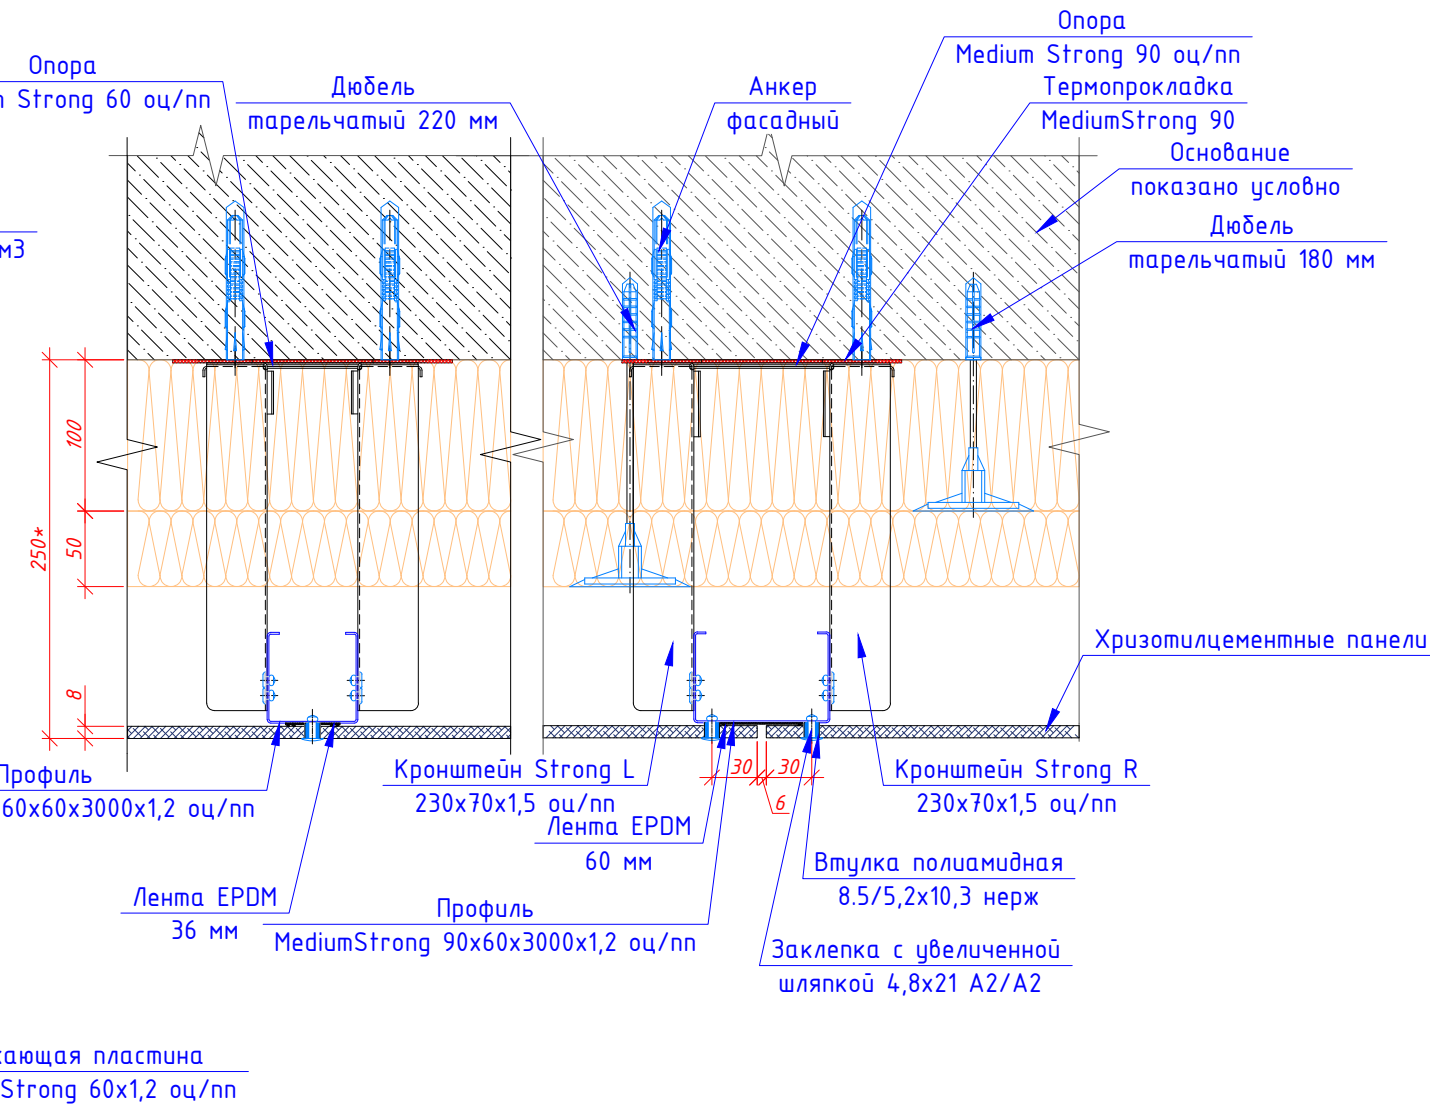 Опора
Strong 60 оц/пп
Дюбель
тарельчатый 220 мм
Анкер
фасадный
Опора
Medium Strong 90 оц/пп
Термопрокладка
MediumStrong 90
Основание
показано условно
Дюбель
тарельчатый 180 мм
м3
100
50
250*
8
Хризотилцементные панели
Профиль
60х60х3000х1,2 оц/пп
Кронштейн Strong L
230х70х1,5 оц/пп
30
30
6
Кронштейн Strong R
230х70х1,5 оц/пп
Лента EPDM
60 мм
Втулка полиамидная
8.5/5,2х10,3 нерж
Лента EPDM
36 мм
Профиль
MediumStrong 90х60х3000х1,2 оц/пп
Заклепка с увеличенной
шляпкой 4,8х21 А2/А2
пластина
Strong 60х1,2 оц/пп